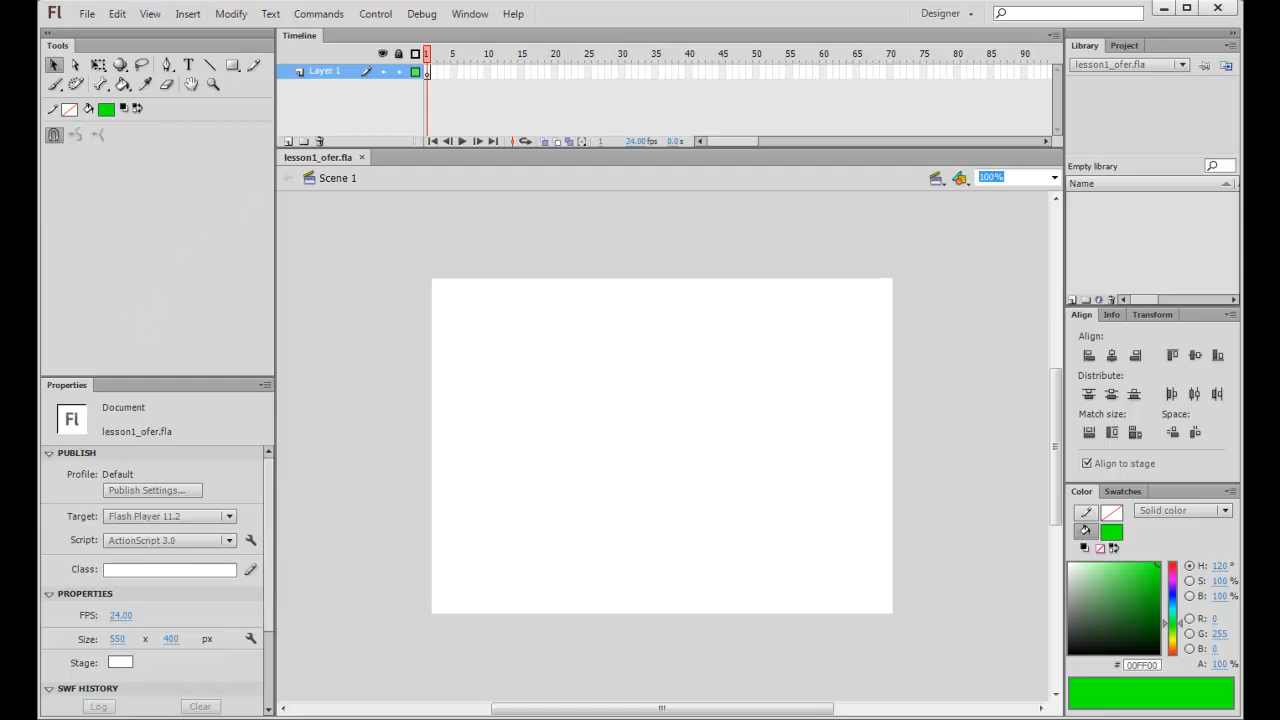 Fl File Edit View Insert Modify Text Commands Control Debug Window Help Designer
Tools
Timeline
Library Project
1 5 10 15 20 25 30 35 40 45 50 55 60 65 70 75 80 85 90
lesson1_ofer.fla
Layer 1
1 24.00 fps 0.0 s
lesson1_ofer.fla
Empty library
Scene 1
100%
Name
Align Info Transform
Align:
Distribute:
Match size: Space:
Align to stage
Properties
Fl
Document
lesson1_ofer.fla
PUBLISH
Profile: Default
Publish Settings...
Target: Flash Player 11.2
Script: ActionScript 3.0
Class:
PROPERTIES
FPS: 24.00
Size: 550 x 400 px
Stage:
SWF HISTORY
Log Clear
Color Swatches
Solid color
H: 120 °
S: 100 %
B: 100 %
R: 0
G: 255
B: 0
# 00FF00 A: 100 %